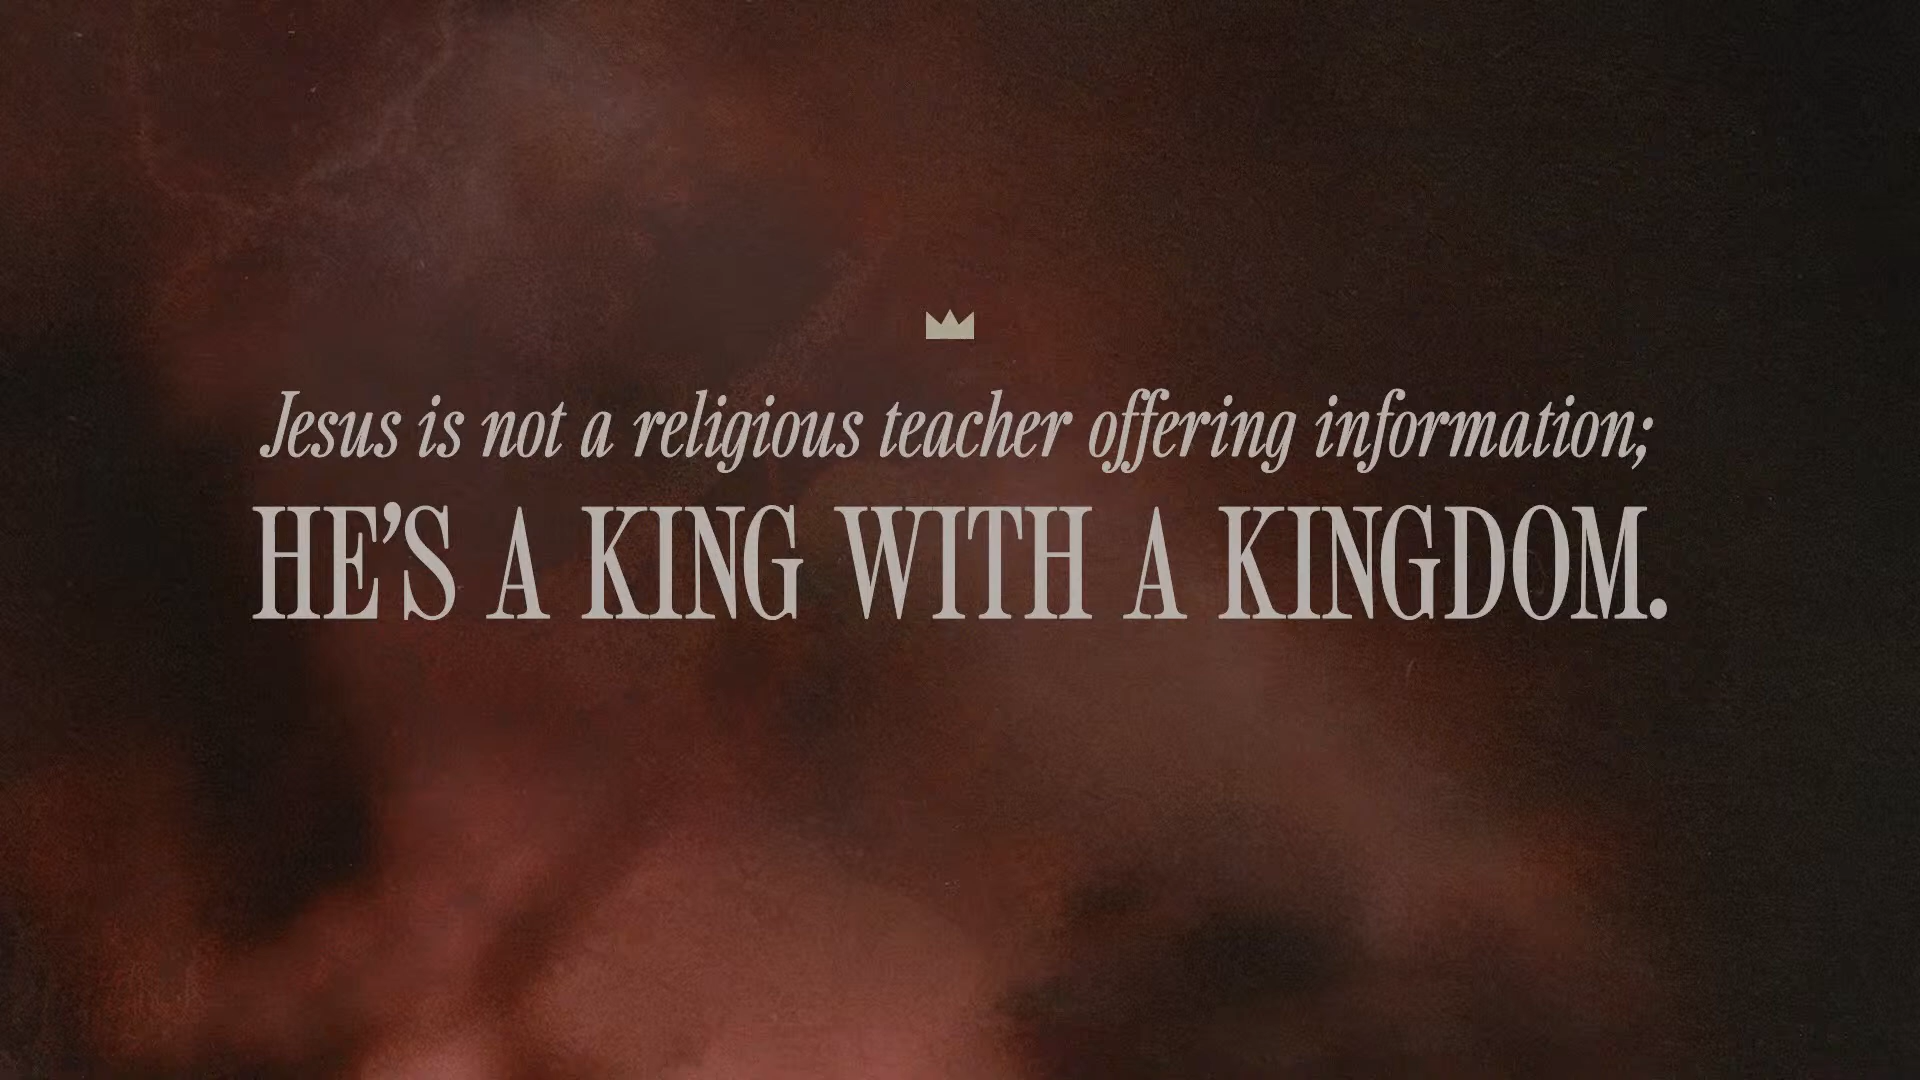 Jesus is not a religious teacher offering information;
HE’S A KING WITH A KINGDOM.